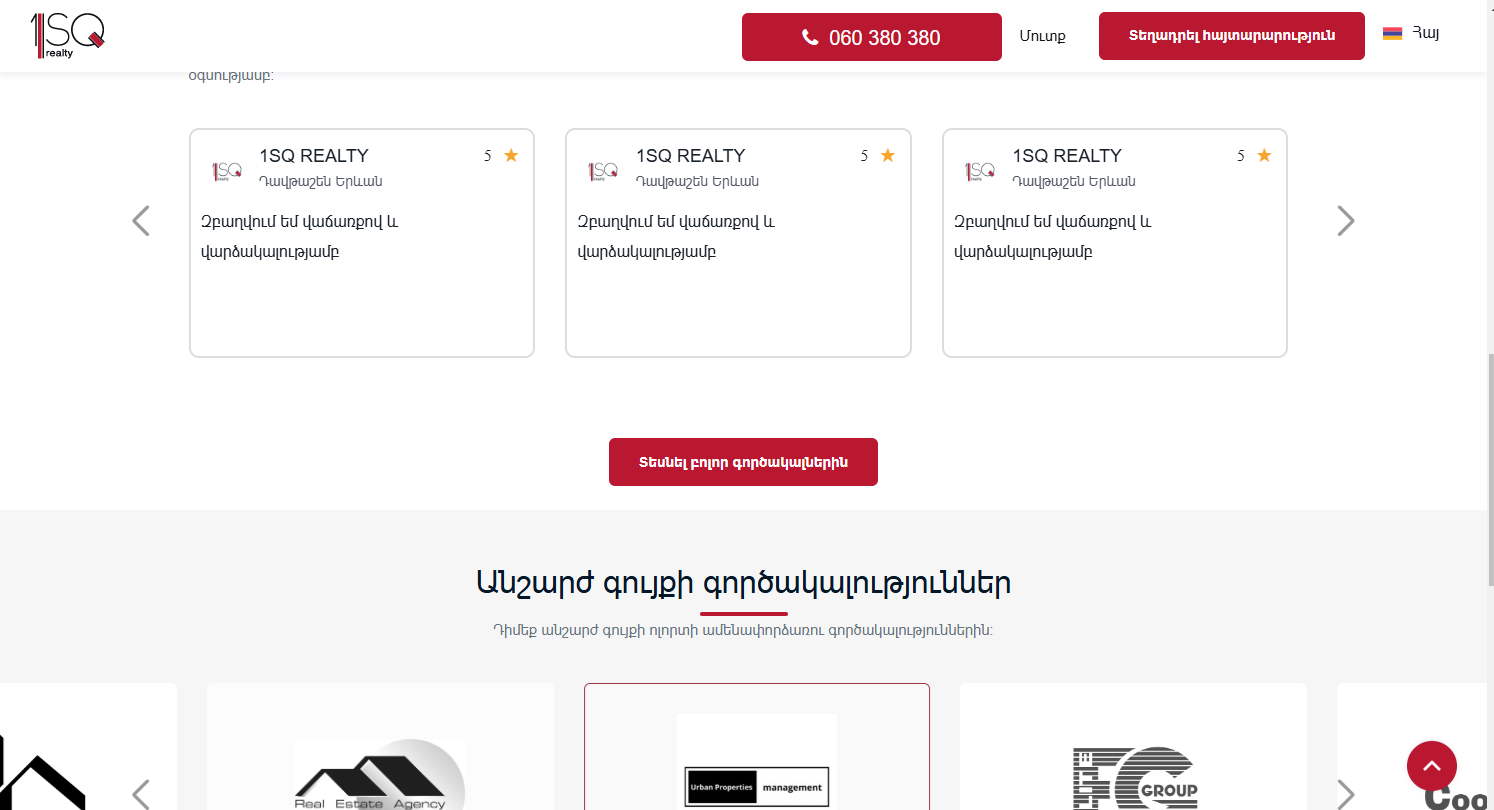 1SQ
realty
060 380 380
Մուտք
Տեղադրել հայտարարություն
Հայ
օգնությամբ:
1SQ REALTY
5
Դավթաշեն Երևան
Զբաղվում եմ վաճառքով և
վարձակալությամբ
1SQ REALTY
5
Դավթաշեն Երևան
Զբաղվում եմ վաճառքով և
վարձակալությամբ
1SQ REALTY
5
Դավթաշեն Երևան
Զբաղվում եմ վաճառքով և
վարձակալությամբ
Տեսնել բոլոր գործակալներին
Անշարժ գույքի գործակալություններ
Դիմեք անշարժ գույքի ոլորտի ամենափորձառու գործակալություններին:
Real Estate Agency
Urban Properties management
GROUP